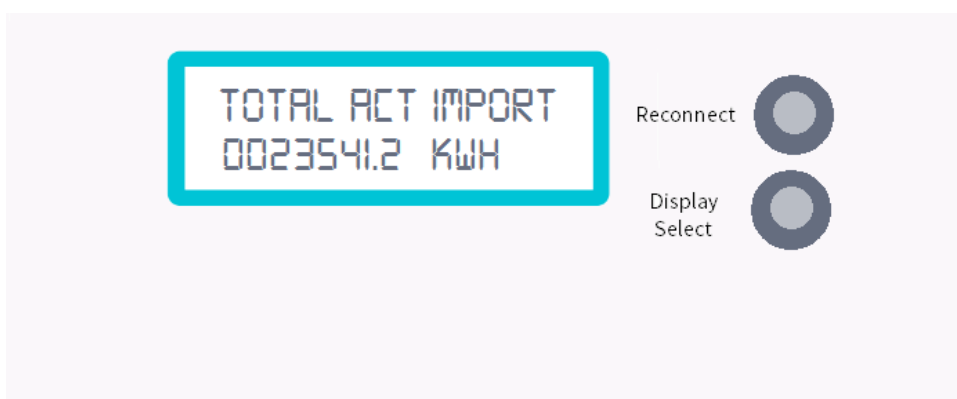 TOTAL ACT IMPORT
0023541.2 KWH
Reconnect
Display
Select